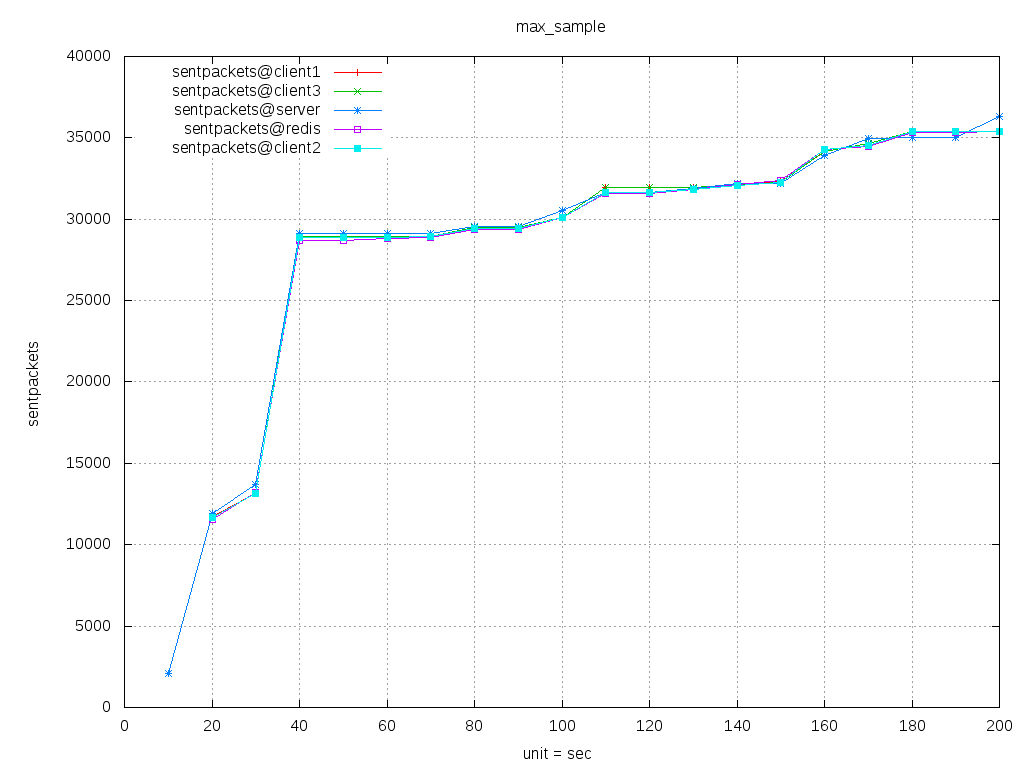 max_sample
sentpackets@client1
sentpackets@client3
sentpackets@server
sentpackets@redis
sentpackets@client2
40000
35000
30000
25000
20000
15000
10000
5000
0
sentpackets
0 20 40 60 80 100 120 140 160 180 200
unit = sec